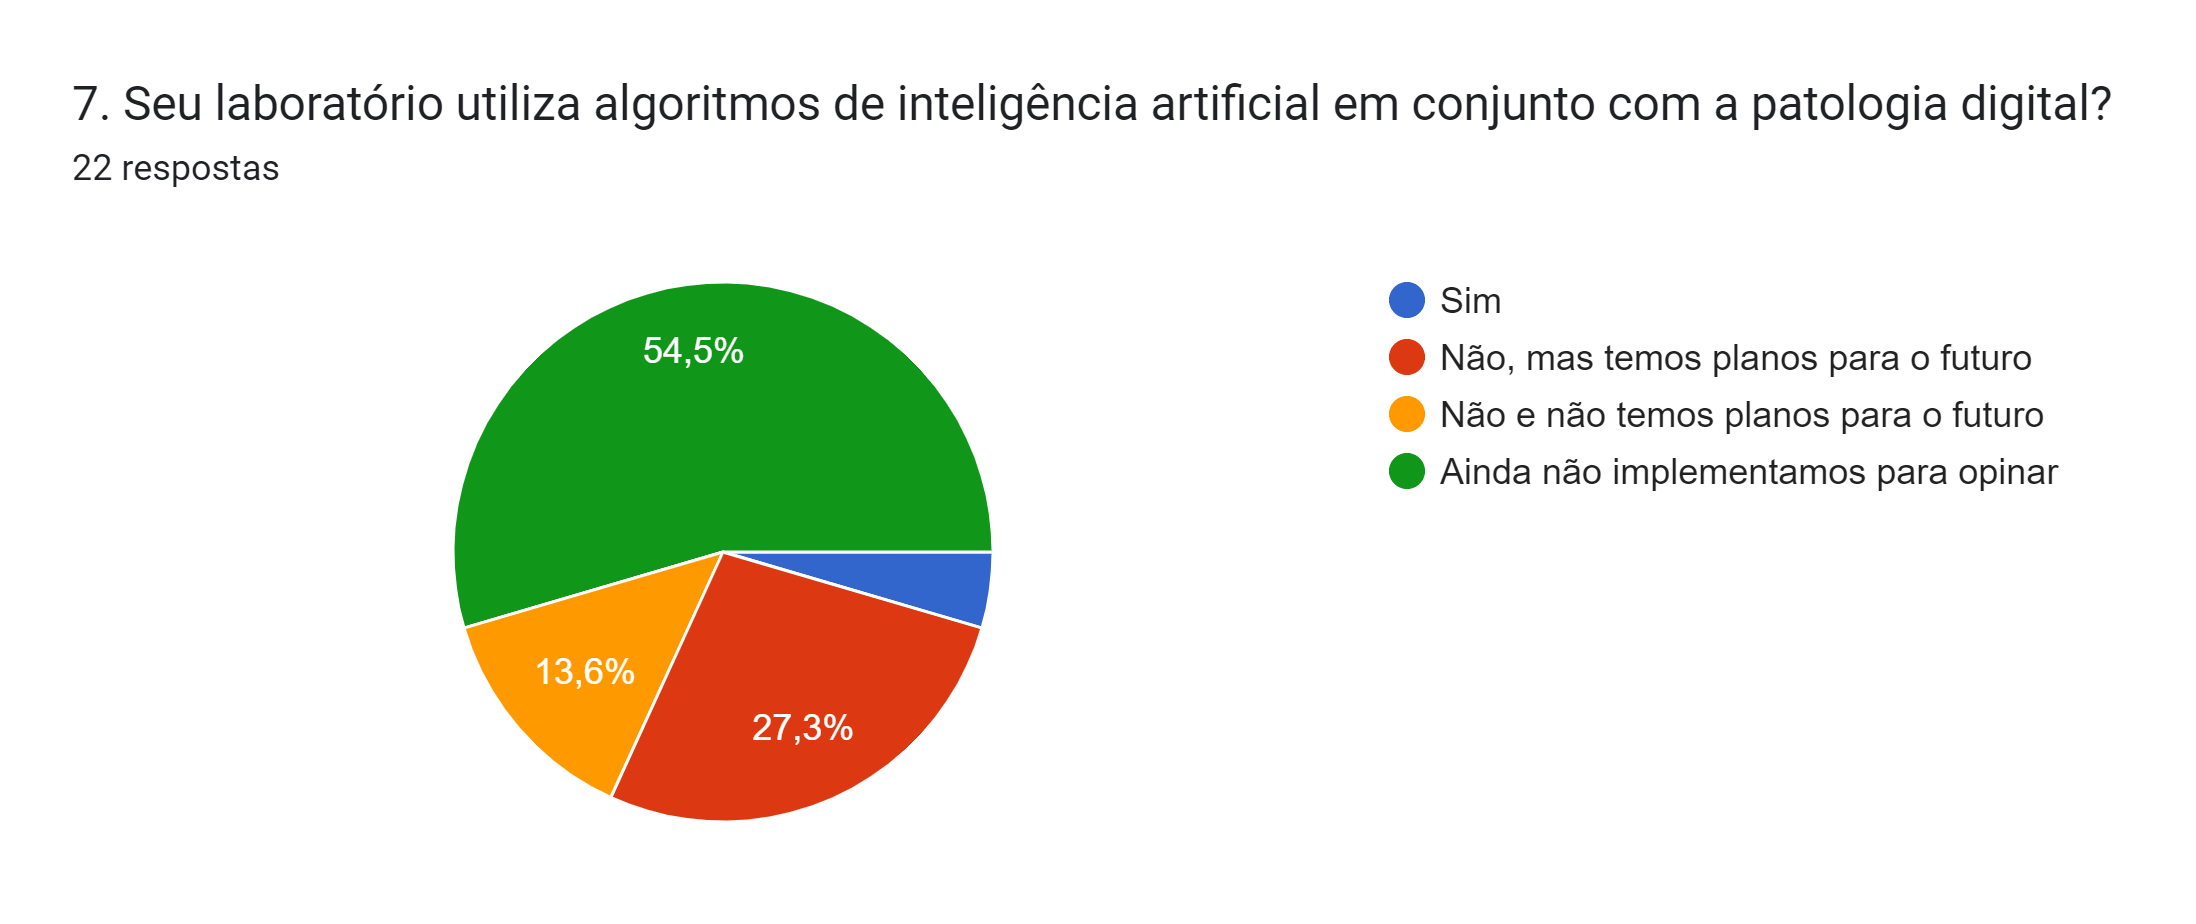 7. Seu laboratório utiliza algoritmos de inteligência artificial em conjunto com a patologia digital?
22 respostas
54,5%
13,6%
27,3%
Sim
Não, mas temos planos para o futuro
Não e não temos planos para o futuro
Ainda não implementamos para opinar